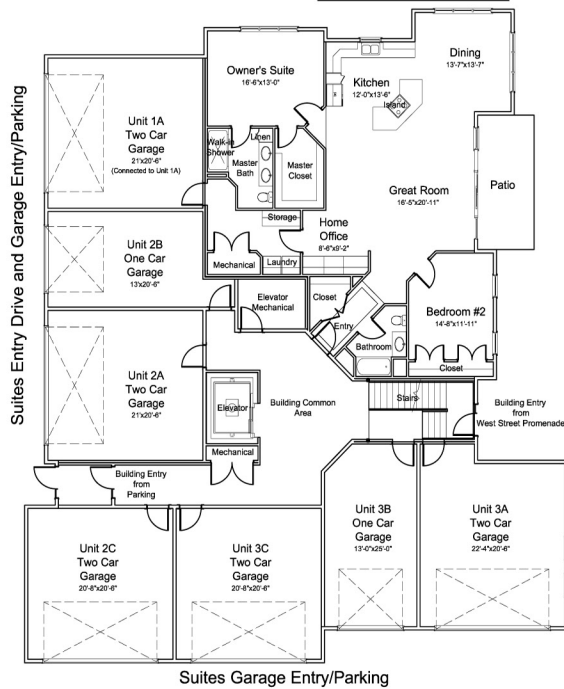 Suites Entry Drive and Garage Entry/Parking
Owner's Suite
16'-6"x13'-0"
Dining
13'-7"x13'-7"
Kitchen
12'-0"x13'-6"
Island
Unit 1A
Two Car
Garage
21'x20'-6"
(Connected to Unit 1A)
Walk-in
Shower
Linen
Master
Bath
Master
Closet
Great Room
16'-5"x20'-11"
Patio
Storage
Home
Office
8'-6"x9'-2"
Mechanical
Laundry
Unit 2B
One Car
Garage
13'x20'-6"
Elevator
Mechanical
Closet
Entry
Bathroom
Bedroom #2
14'-8"x11'-11"
Closet
Unit 2A
Two Car
Garage
21'x20'-6"
Elevator
Building Common
Area
Stairs
Building Entry
from
West Street Promenade
Mechanical
Building Entry
from
Parking
Unit 2C
Two Car
Garage
20'-8"x20'-6"
Unit 3C
Two Car
Garage
20'-8"x20'-6"
Unit 3B
One Car
Garage
13'-0"x25'-0"
Unit 3A
Two Car
Garage
22'-4"x20'-6"
Suites Garage Entry/Parking